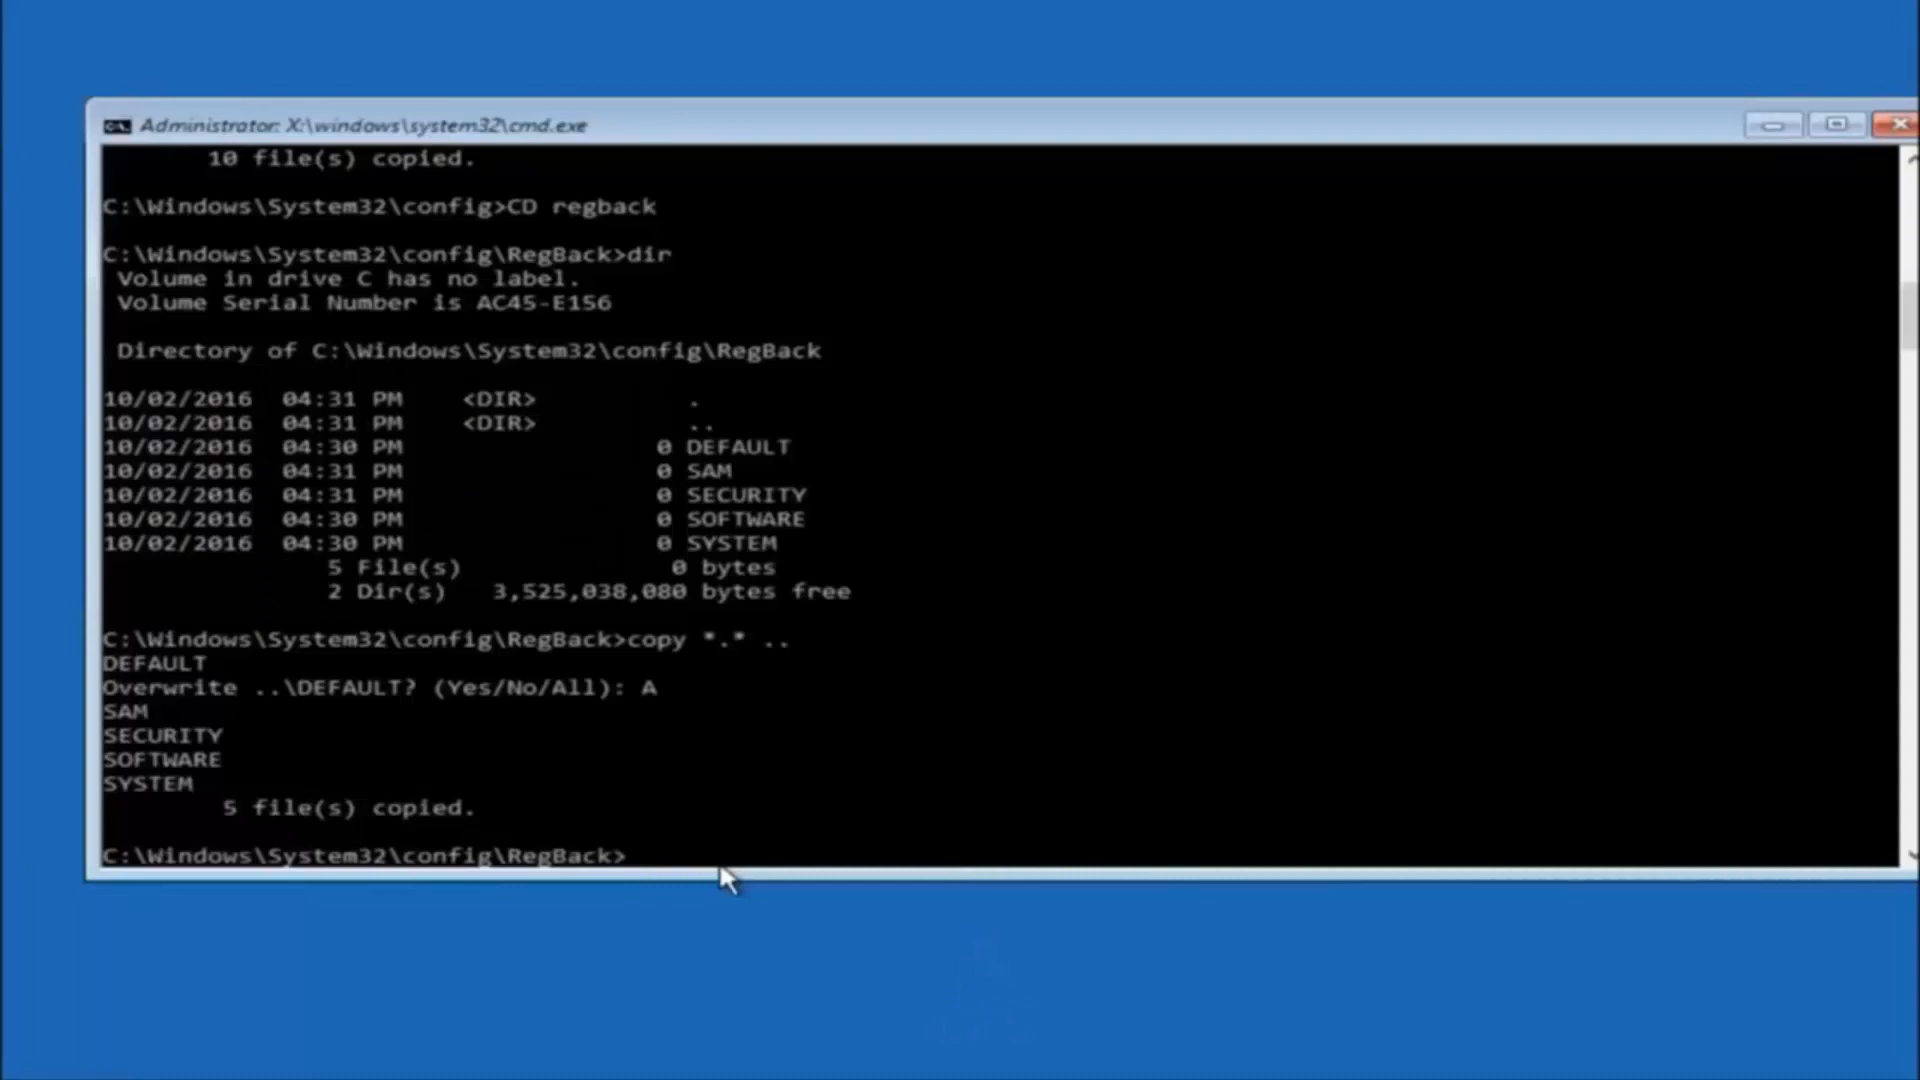 Administrator: X:\windows\system32\cmd.exe
10 file(s) copied.
C:\Windows\System32\config>CD regback
C:\Windows\System32\config\RegBack>dir
Volume in drive C has no label.
Volume Serial Number is AC45-E156
Directory of C:\Windows\System32\config\RegBack
10/02/2016 04:31 PM <DIR> .
10/02/2016 04:31 PM <DIR> ..
10/02/2016 04:30 PM 0 DEFAULT
10/02/2016 04:31 PM 0 SAM
10/02/2016 04:31 PM 0 SECURITY
10/02/2016 04:30 PM 0 SOFTWARE
10/02/2016 04:30 PM 0 SYSTEM
5 File(s) 0 bytes
2 Dir(s) 3,525,038,080 bytes free
C:\Windows\System32\config\RegBack>copy *.* ..
DEFAULT
Overwrite ..\DEFAULT? (Yes/No/All): A
SAM
SECURITY
SOFTWARE
SYSTEM
5 file(s) copied.
C:\Windows\System32\config\RegBack>